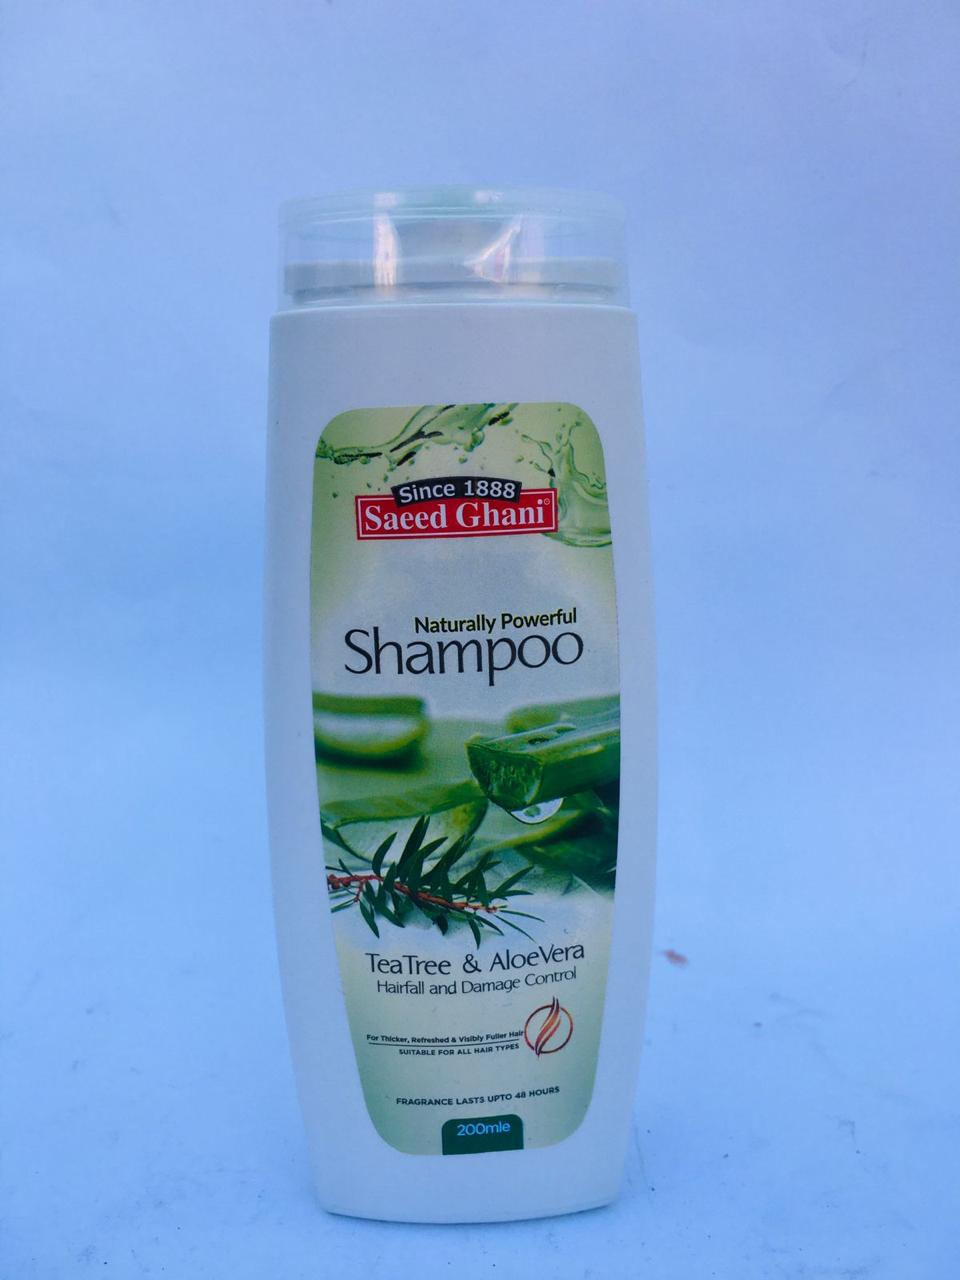 Since 1888
Saeed Ghani
Naturally Powerful
Shampoo
TeaTree & AloeVera
Hairfall and Damage Control
For Thicker, Refreshed & Visibly Fuller Hair
SUITABLE FOR ALL HAIR TYPES
FRAGRANCE LASTS UPTO 48 HOURS
200mle